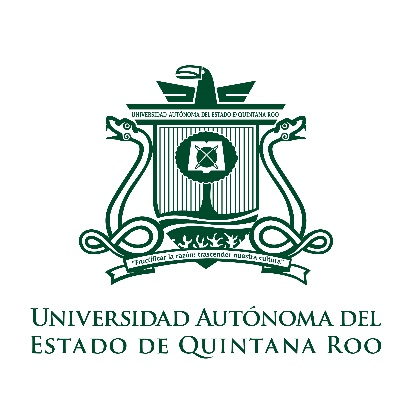 UNIVERSIDAD AUTÓNOMA DEL ESTADO DE QUINTANA ROO
"Fructificar la razón: trascender nuestra cultura"
UNIVERSIDAD AUTÓNOMA DEL
ESTADO DE QUINTANA ROO